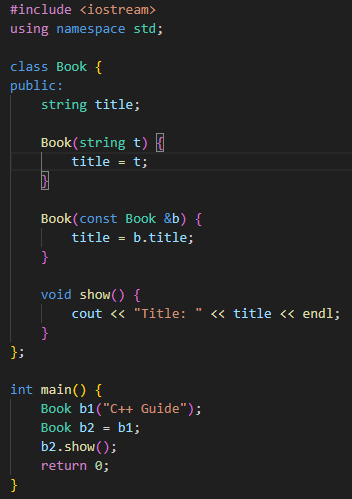 #include <iostream>
using namespace std;

class Book {
public:
    string title;

    Book(string t) {
        title = t;
    }

    Book(const Book &b) {
        title = b.title;
    }

    void show() {
        cout << "Title: " << title << endl;
    }
};

int main() {
    Book b1("C++ Guide");
    Book b2 = b1;
    b2.show();
    return 0;
}